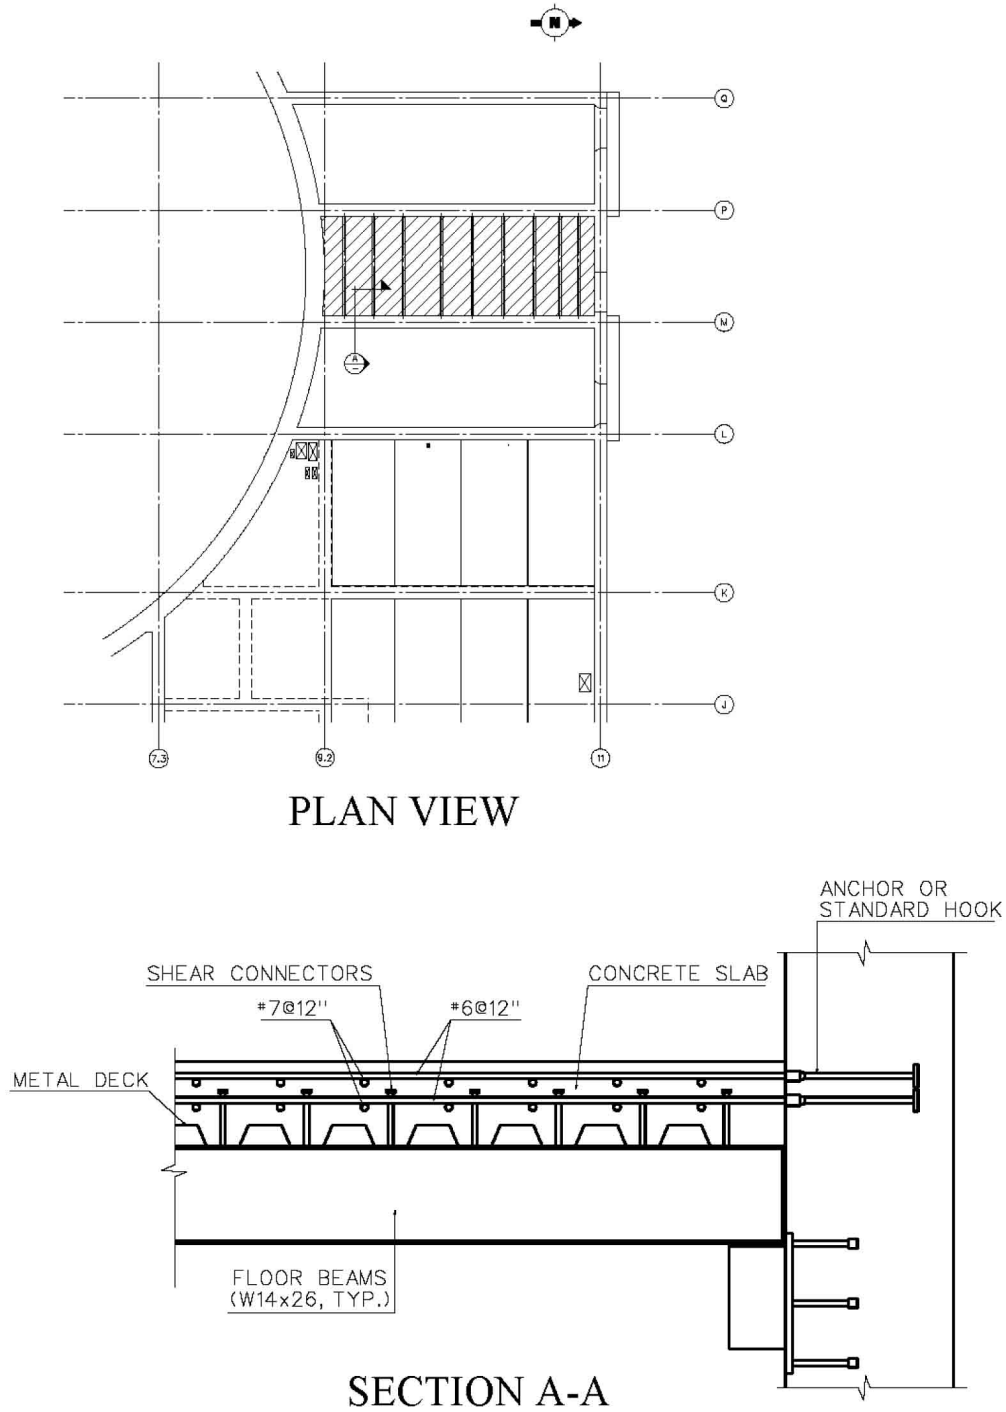 N
Q
P
M
A
L
K
J
7.3
9.2
11
PLAN VIEW
ANCHOR OR
STANDARD HOOK
SHEAR CONNECTORS
CONCRETE SLAB
#7@12"
#6@12"
METAL DECK
FLOOR BEAMS
(W14x26, TYP.)
SECTION A-A